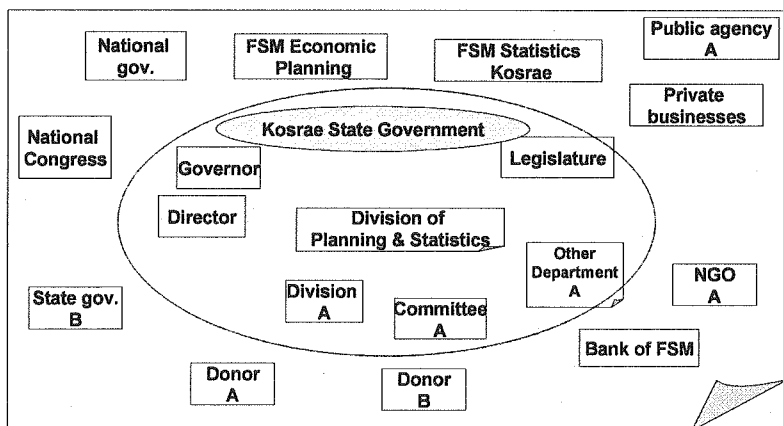 National
gov.
FSM Economic
Planning
FSM Statistics
Kosrae
Public agency
A
Private
businesses
National
Congress
Kosrae State Government
Legislature
Governor
Director
Division of
Planning & Statistics
Other
Department
A
NGO
A
State gov.
B
Division
A
Committee
A
Bank of FSM
Donor
A
Donor
B